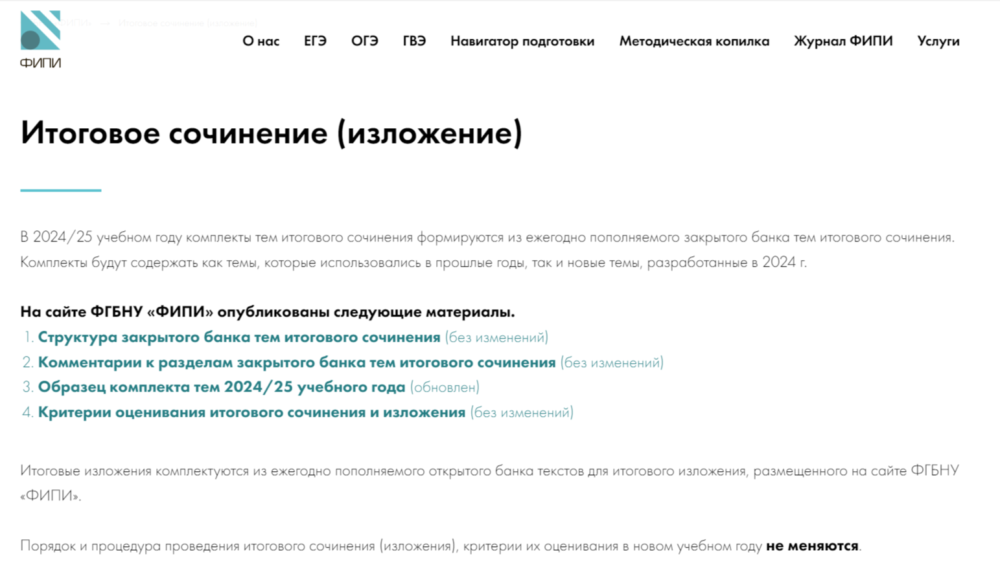 «ФИПИ» → Итоговое сочинение (изложение)
ФИПИ
О нас ЕГЭ ОГЭ ГВЭ Навигатор подготовки Методическая копилка Журнал ФИПИ Услуги
Итоговое сочинение (изложение)
В 2024/25 учебном году комплекты тем итогового сочинения формируются из ежегодно пополняемого закрытого банка тем итогового сочинения.
Комплекты будут содержать как темы, которые использовались в прошлые годы, так и новые темы, разработанные в 2024 г.
На сайте ФГБНУ «ФИПИ» опубликованы следующие материалы.
1. Структура закрытого банка тем итогового сочинения (без изменений)
2. Комментарии к разделам закрытого банка тем итогового сочинения (без изменений)
3. Образец комплекта тем 2024/25 учебного года (обновлен)
4. Критерии оценивания итогового сочинения и изложения (без изменений)
Итоговые изложения комплектуются из ежегодно пополняемого открытого банка текстов для итогового изложения, размещенного на сайте ФГБНУ
«ФИПИ».
Порядок и процедура проведения итогового сочинения (изложения), критерии их оценивания в новом учебном году не меняются.